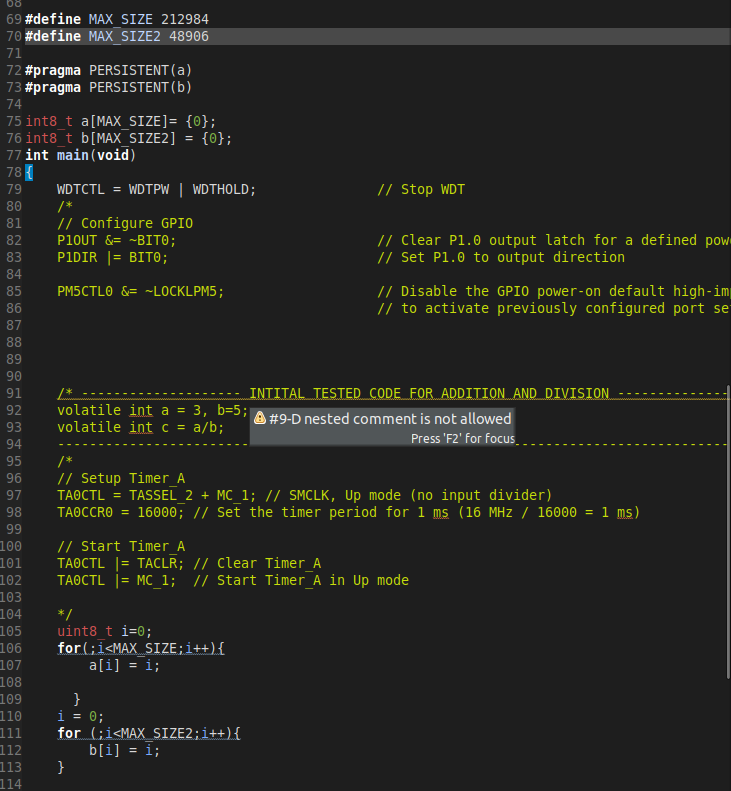 68
69 #define MAX_SIZE 212984
70 #define MAX_SIZE2 48906
71
72 #pragma PERSISTENT(a)
73 #pragma PERSISTENT(b)
74
75 int8_t a[MAX_SIZE]= {0};
76 int8_t b[MAX_SIZE2] = {0};
77 int main(void)
78 {
79     WDTCTL = WDTPW | WDTHOLD;               // Stop WDT
80     /*
81     // Configure GPIO
82     P1OUT &= ~BIT0;                         // Clear P1.0 output latch for a defined pow
83     P1DIR |= BIT0;                          // Set P1.0 to output direction
84
85     PM5CTL0 &= ~LOCKLPM5;                   // Disable the GPIO power-on default high-im
86                                             // to activate previously configured port se
87
88
89
90
91     /* -------------------- INTITAL TESTED CODE FOR ADDITION AND DIVISION --------------
92     volatile int a = 3, b=5;
#9-D nested comment is not allowed
93     volatile int c = a/b;
Press 'F2' for focus
94     ------------------------------------------------------------------------------------
95     /*
96     // Setup Timer_A
97     TA0CTL = TASSEL_2 + MC_1; // SMCLK, Up mode (no input divider)
98     TA0CCR0 = 16000; // Set the timer period for 1 ms (16 MHz / 16000 = 1 ms)
99
100     // Start Timer_A
101     TA0CTL |= TACLR; // Clear Timer_A
102     TA0CTL |= MC_1;  // Start Timer_A in Up mode
103
104     */
105     uint8_t i=0;
106     for(;i<MAX_SIZE;i++){
107         a[i] = i;
108
109       }
110     i = 0;
111     for (;i<MAX_SIZE2;i++){
112         b[i] = i;
113     }
114